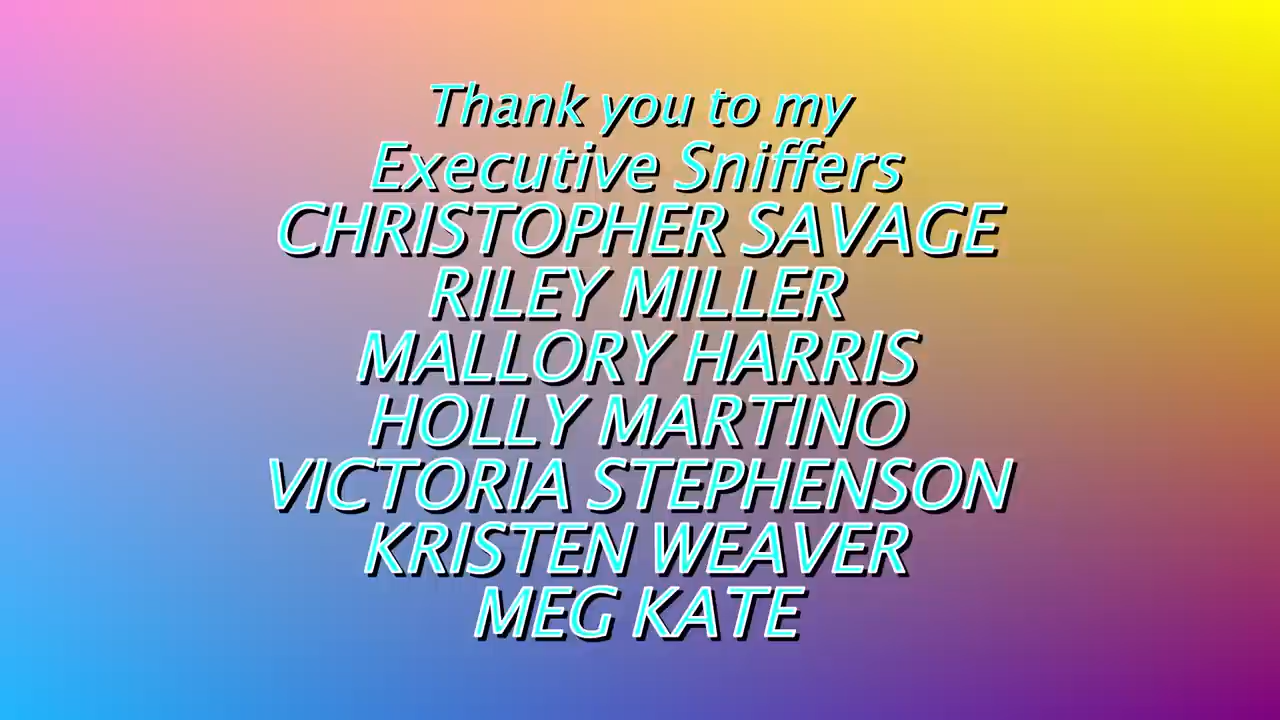 Thank you to my
Executive Sniffers
CHRISTOPHER SAVAGE
RILEY MILLER
MALLORY HARRIS
HOLLY MARTINO
VICTORIA STEPHENSON
KRISTEN WEAVER
MEG KATE